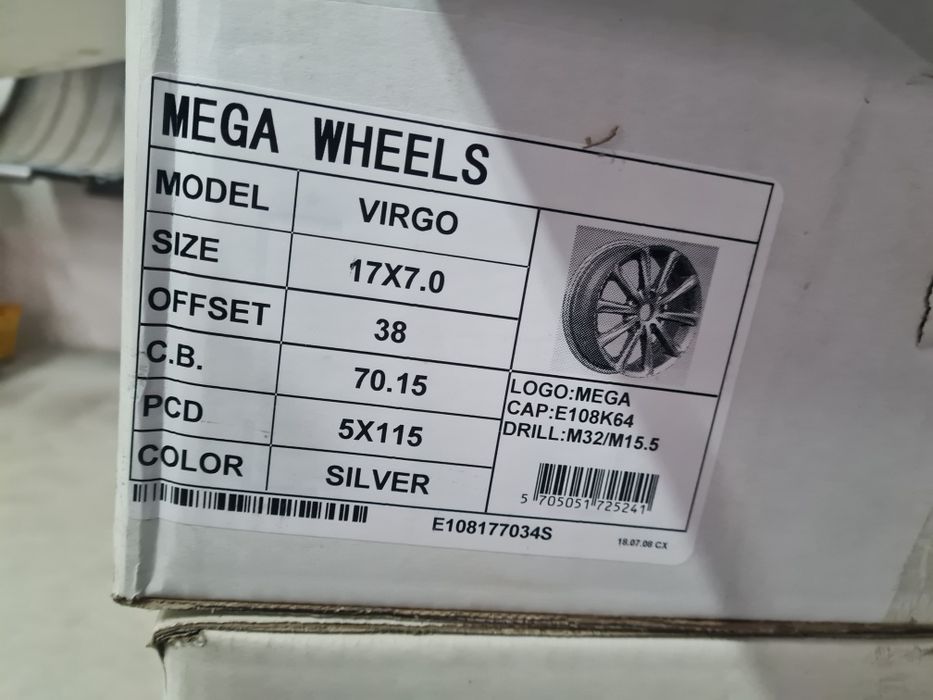 MEGA WHEELS
MODEL VIRGO
SIZE 17X7.0
OFFSET 38
C.B. 70.15
PCD 5X115
COLOR SILVER
LOGO:MEGA
CAP:E108K64
DRILL:M32/M15.5
5 705051 725241
E108177034S
18.07.08 CX